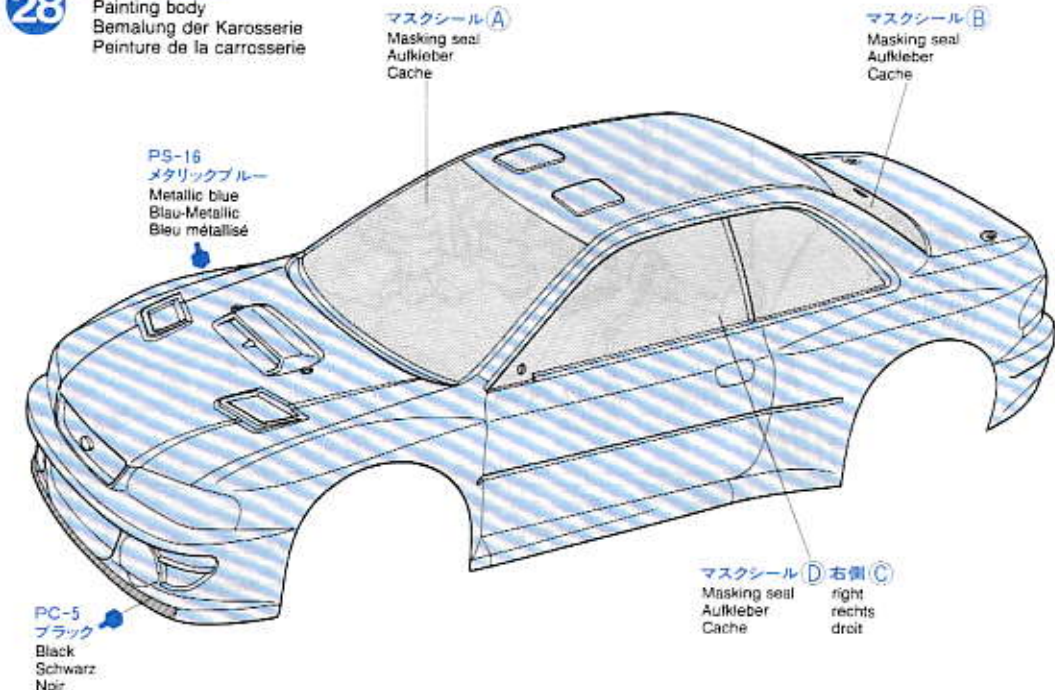 28
Painting body
Bemalung der Karosserie
Peinture de la carrosserie
マスクシールⒶ
Masking seal
Aufkleber
Cache
マスクシールⒷ
Masking seal
Aufkleber
Cache
PS-16
メタリックブルー
Metallic blue
Blau-Metallic
Bleu métallisé
マスクシールⒹ 右側Ⓒ
Masking seal right
Aufkleber rechts
Cache droit
PC-5
ブラック
Black
Schwarz
Noir